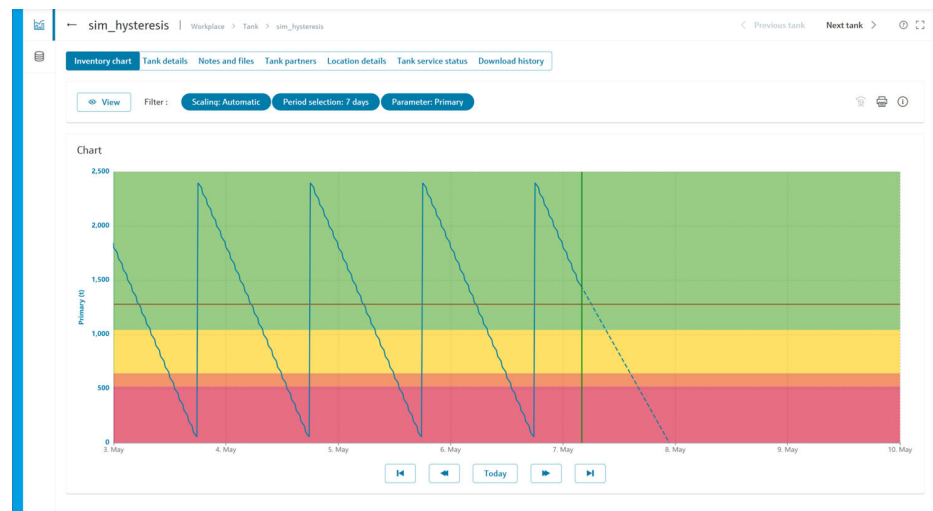 ← sim_hysteresis | Workplace > Tank > sim_hysteresis < Previous tank Next tank >
Inventory chart Tank details Notes and files Tank partners Location details Tank service status Download history
View Filter : Scaling: Automatic Period selection: 7 days Parameter: Primary
Chart
2,500
2,000
1,500
Primary (t)
1,000
500
0
3. May 4. May 5. May 6. May 7. May 8. May 9. May 10. May
Today